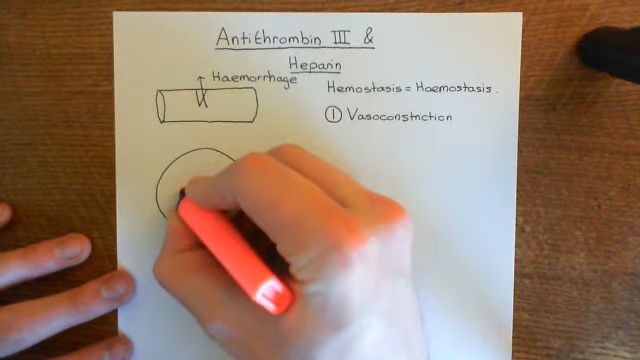 Antithrombin III &
Heparin
Haemorrhage
Hemostasis = Haemostasis.
① Vasoconstriction